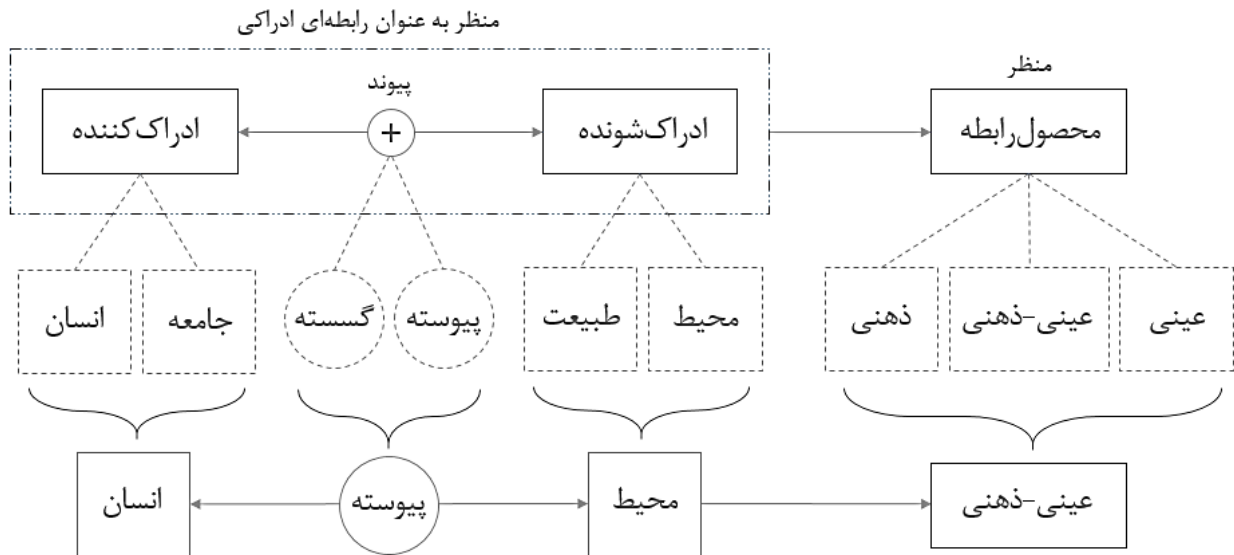 منظر به عنوان رابطه‌ای ادراکی
منظر
پیوند
محصول‌رابطه
ادراک‌شونده
+
ادراک‌کننده
عینی
عینی-ذهنی
ذهنی
محیط
طبیعت
پیوسته
گسسته
جامعه
انسان
عینی-ذهنی
محیط
پیوسته
انسان